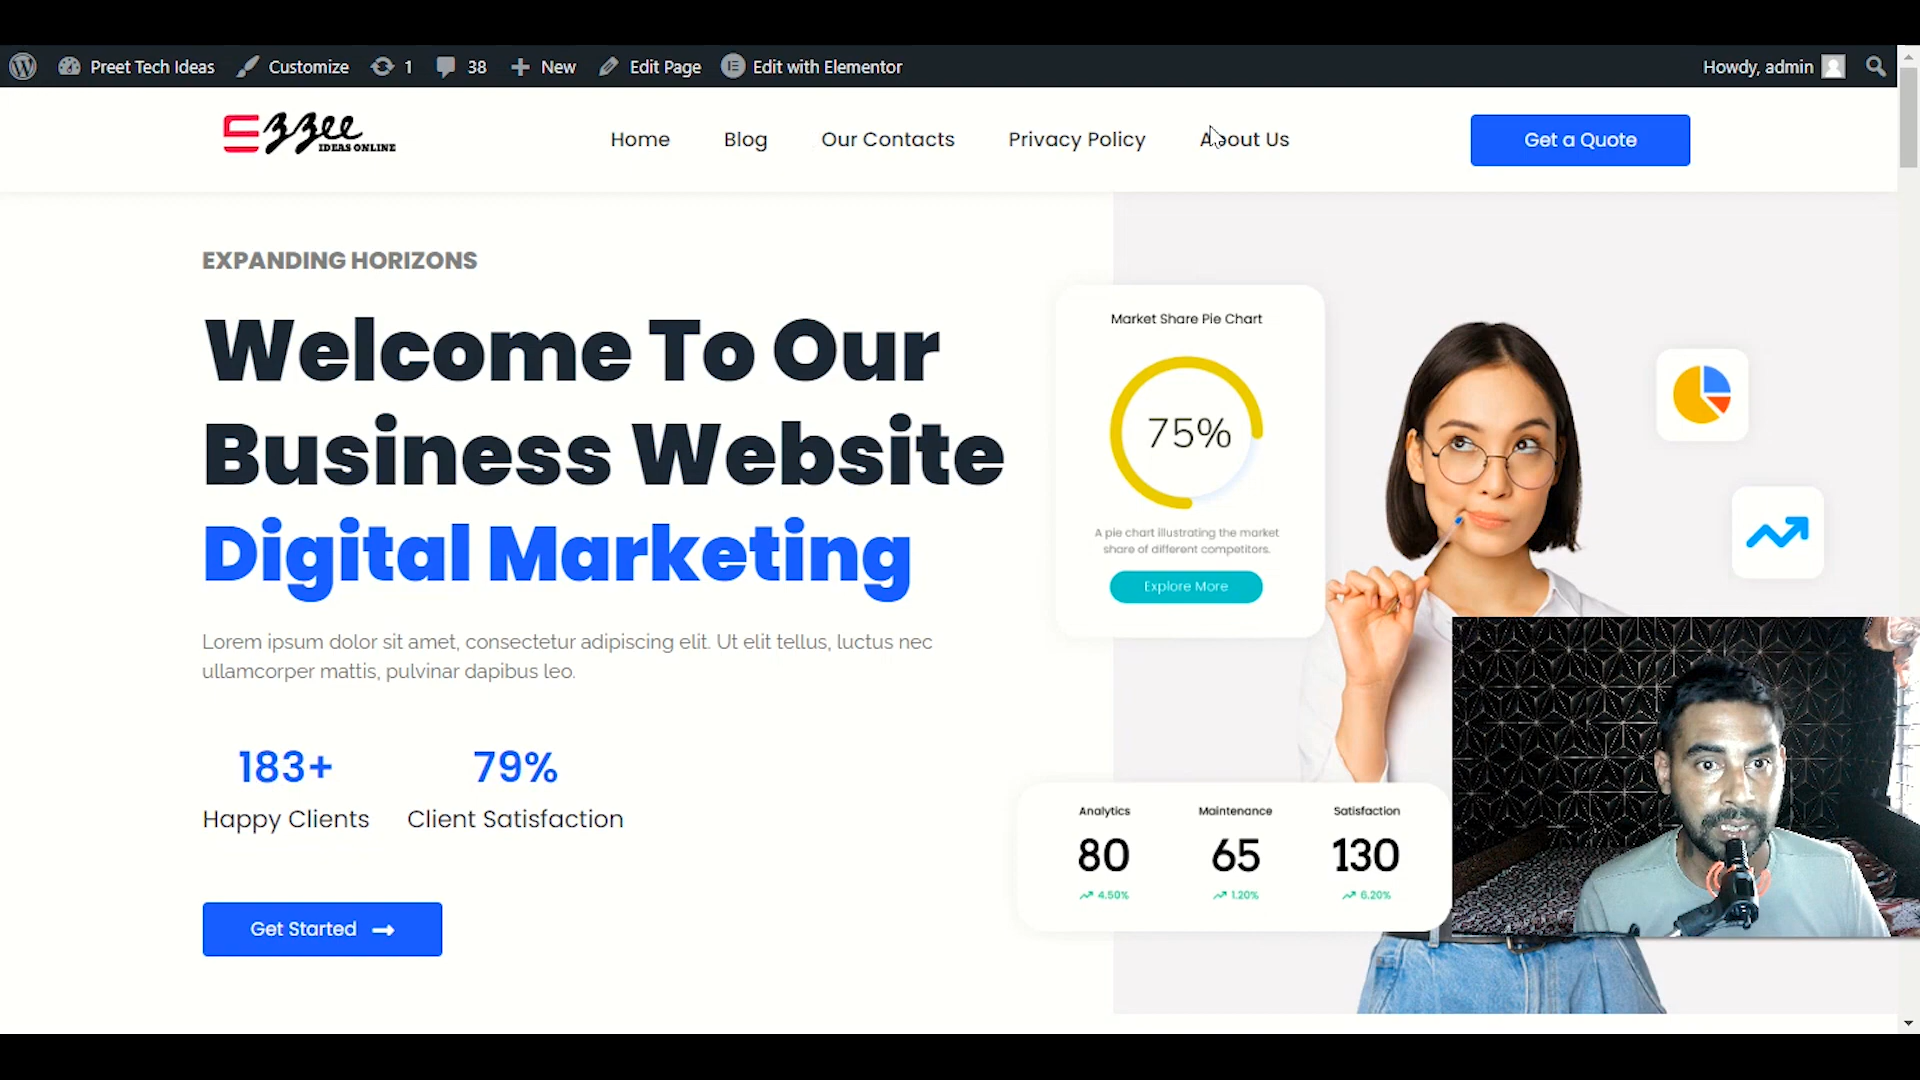 Preet Tech Ideas Customize 1 38 New Edit Page Edit with Elementor Howdy, admin
Ezzee
IDEAS ONLINE
Home Blog Our Contacts Privacy Policy About Us Get a Quote
EXPANDING HORIZONS
Welcome To Our
Business Website
Digital Marketing
Lorem ipsum dolor sit amet, consectetur adipiscing elit. Ut elit tellus, luctus nec
ullamcorper mattis, pulvinar dapibus leo.
183+ 79%
Happy Clients Client Satisfaction
Get Started
Market Share Pie Chart
75%
A pie chart illustrating the market
share of different competitors.
Explore More
Analytics Maintenance Satisfaction
80 65 130
4.50% 1.20% 6.20%